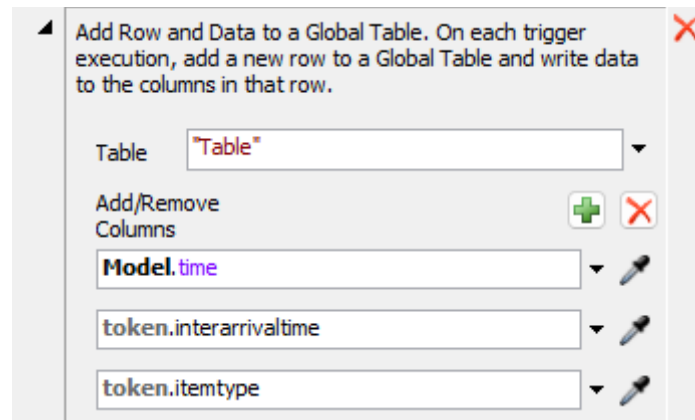 Add Row and Data to a Global Table. On each trigger
execution, add a new row to a Global Table and write data
to the columns in that row.
Table "Table"
Add/Remove
Columns
Model.time
token.interarrivaltime
token.itemtype